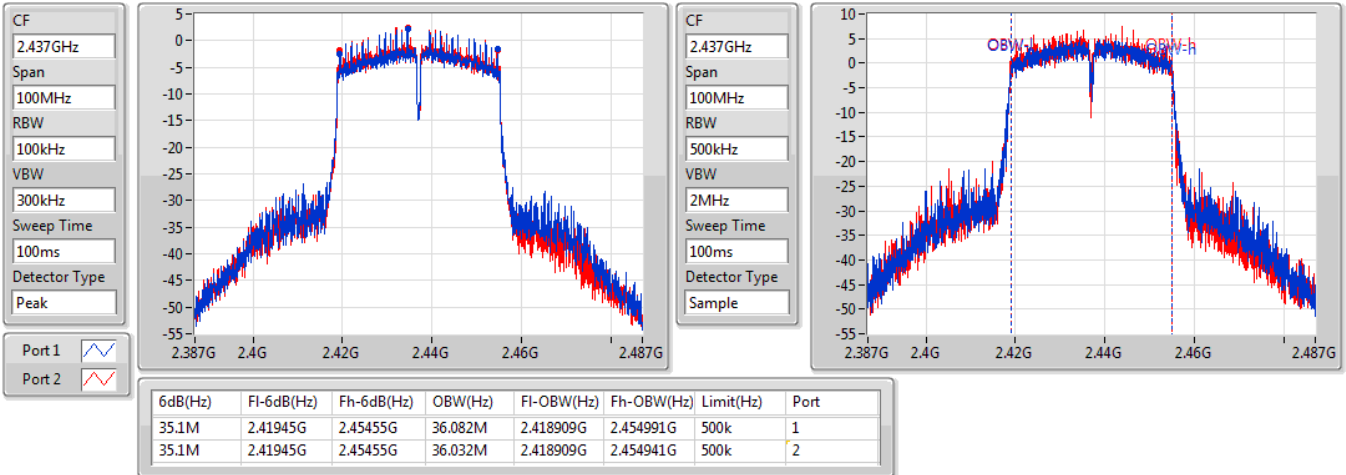 CF
2.437GHz
Span
100MHz
RBW
100kHz
VBW
300kHz
Sweep Time
100ms
Detector Type
Peak
Port 1
Port 2
5
0
-5
-10
-15
-20
-25
-30
-35
-40
-45
-50
-55
2.387G 2.4G 2.42G 2.44G 2.46G 2.487G
CF
2.437GHz
Span
100MHz
RBW
500kHz
VBW
2MHz
Sweep Time
100ms
Detector Type
Sample
10
5
0
-5
-10
-15
-20
-25
-30
-35
-40
-45
-50
-55
OBW-h
2.387G 2.4G 2.42G 2.44G 2.46G 2.487G
6dB(Hz) Fl-6dB(Hz) Fh-6dB(Hz) OBW(Hz) Fl-OBW(Hz) Fh-OBW(Hz) Limit(Hz) Port
35.1M 2.41945G 2.45455G 36.082M 2.418909G 2.454991G 500k 1
35.1M 2.41945G 2.45455G 36.032M 2.418909G 2.454941G 500k 2